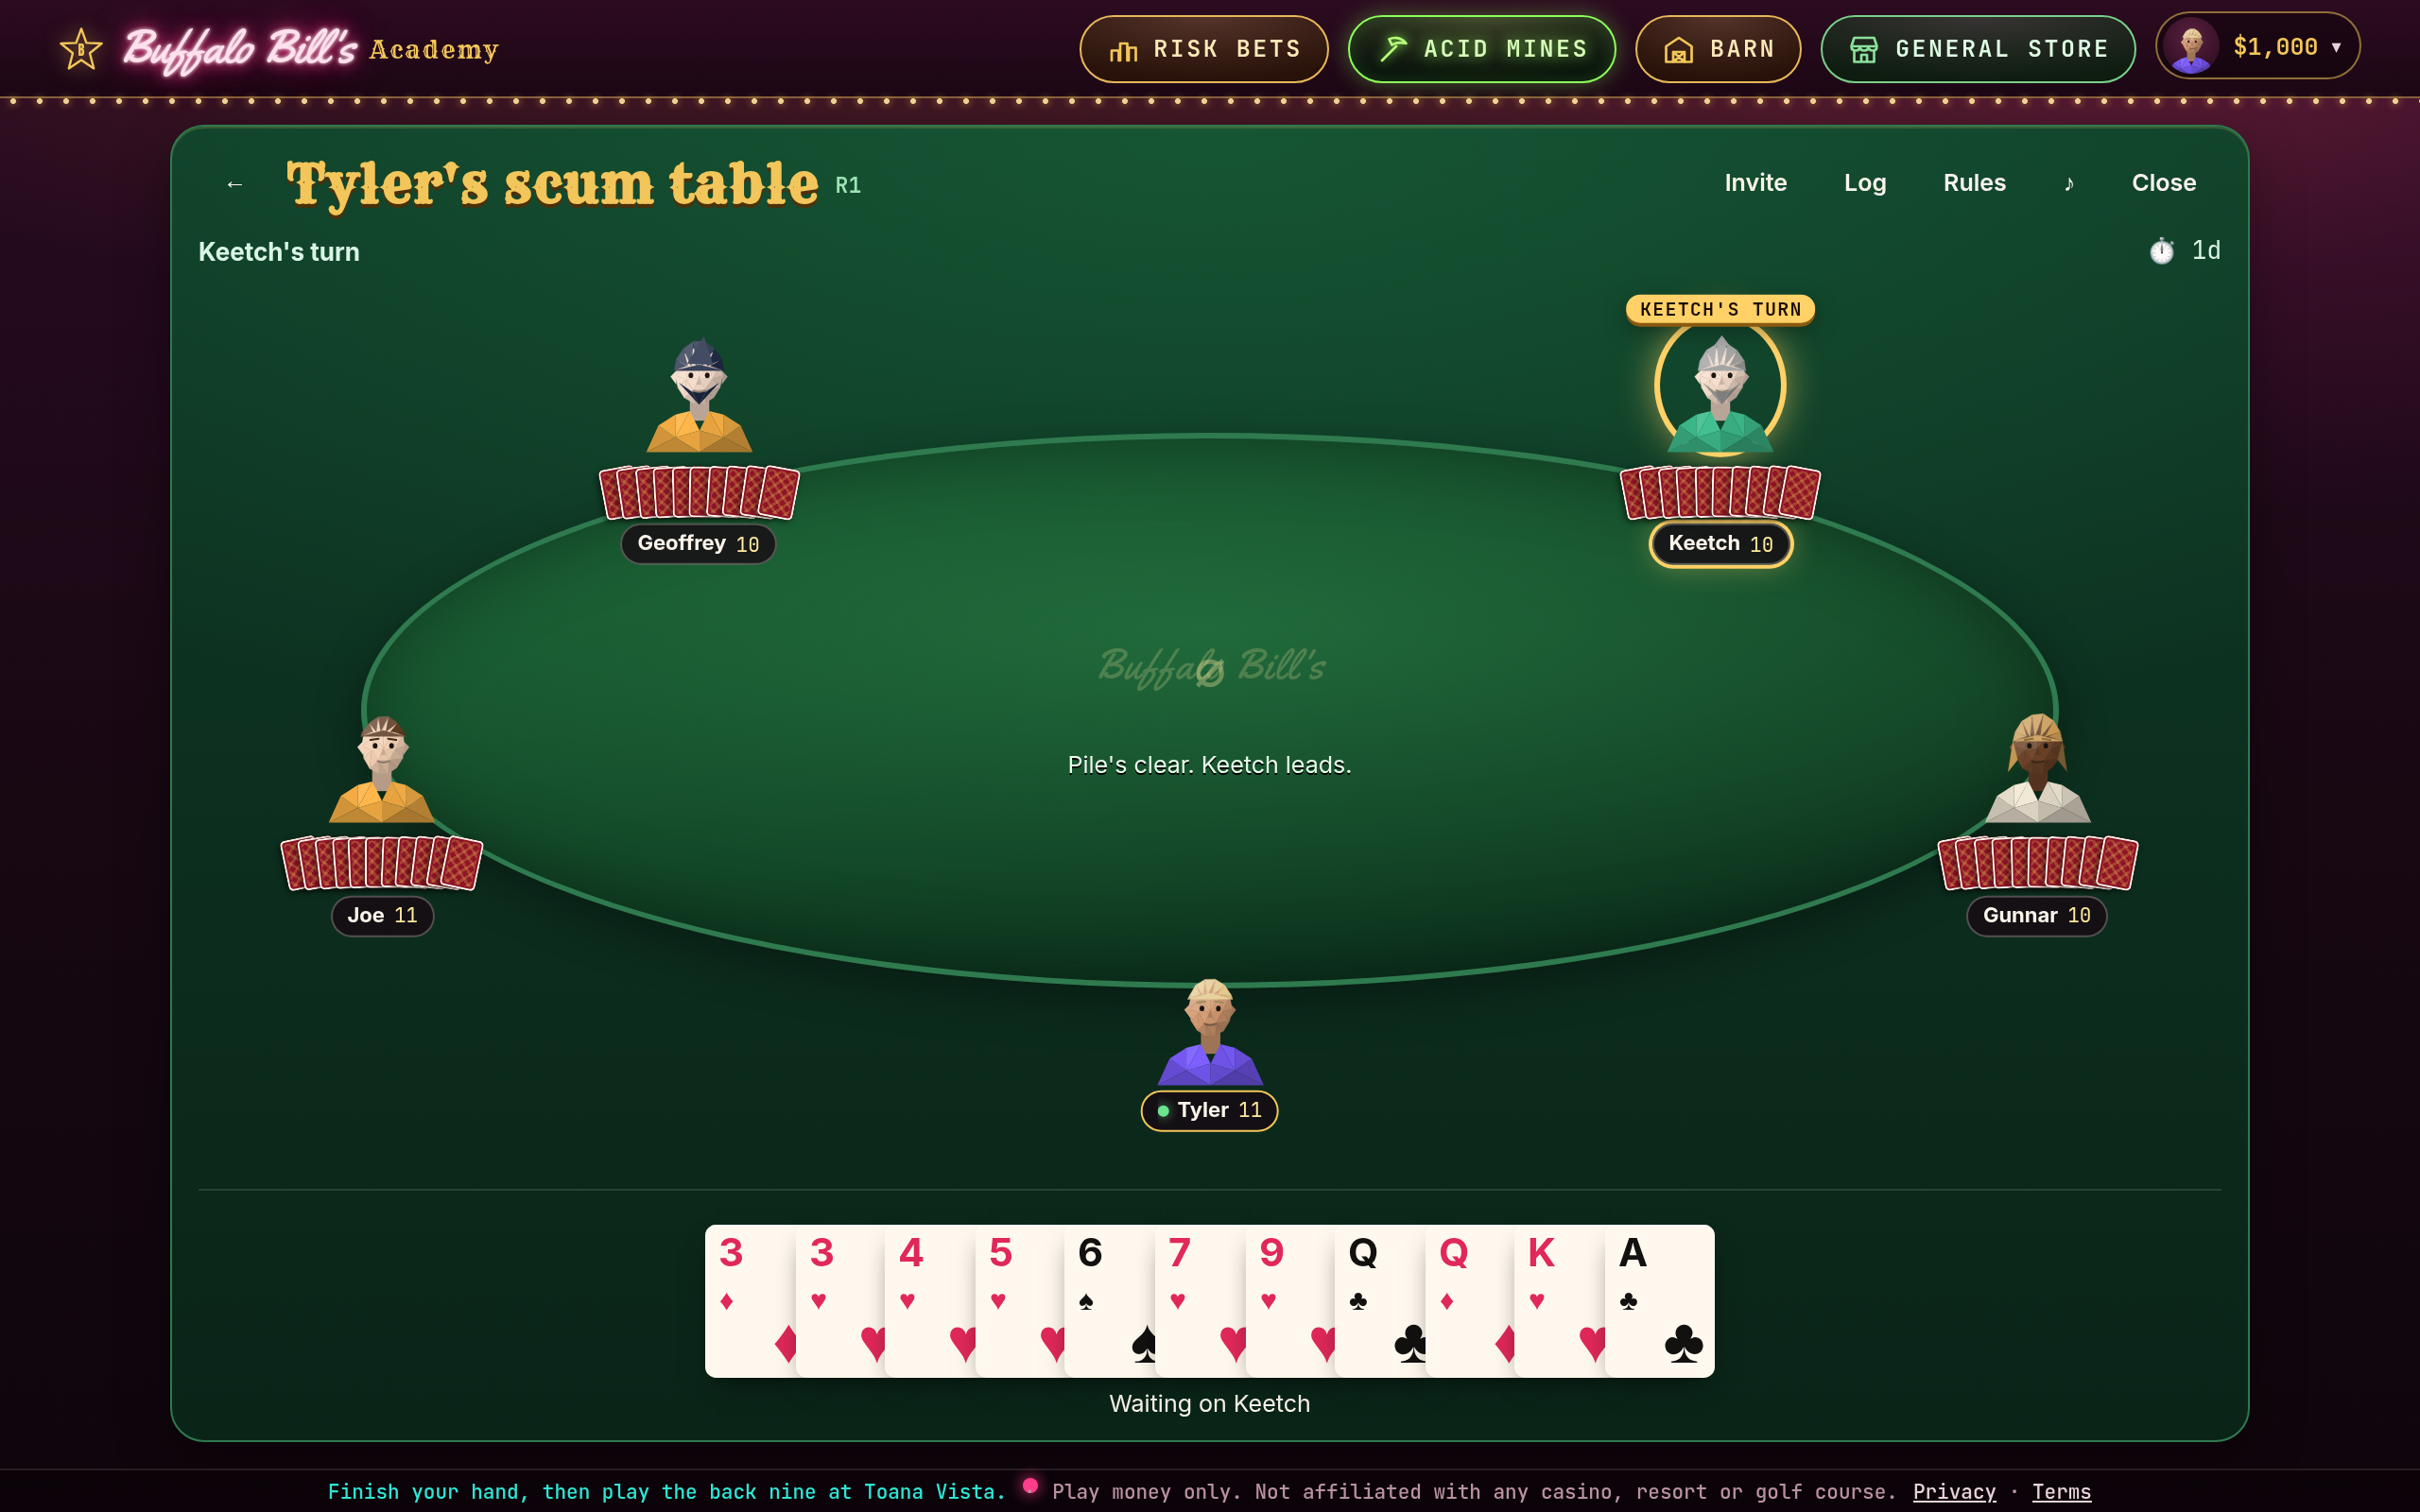 B Buffalo Bill's Academy RISK BETS ACID MINES BARN GENERAL STORE $1,000 ▼
← Tyler's scum table R1 Invite Log Rules ♪ Close
Keetch's turn ⏱️ 1d
KEETCH'S TURN
Geoffrey 10
Keetch 10
Buffalo Bill's
Pile's clear. Keetch leads.
Joe 11
Gunnar 10
Tyler 11
3 3 4 5 6 7 9 Q Q K A
♦ ♥ ♥ ♥ ♠ ♥ ♥ ♣ ♦ ♥ ♣
Waiting on Keetch
Finish your hand, then play the back nine at Toana Vista. Play money only. Not affiliated with any casino, resort or golf course. Privacy · Terms